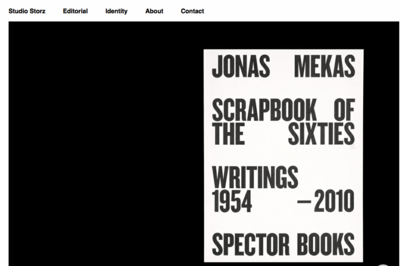 Studio Storz Editorial Identity About Contact
JONAS MEKAS
SCRAPBOOK OF
THE SIXTIES
WRITINGS
1954 –2010
SPECTOR BOOKS